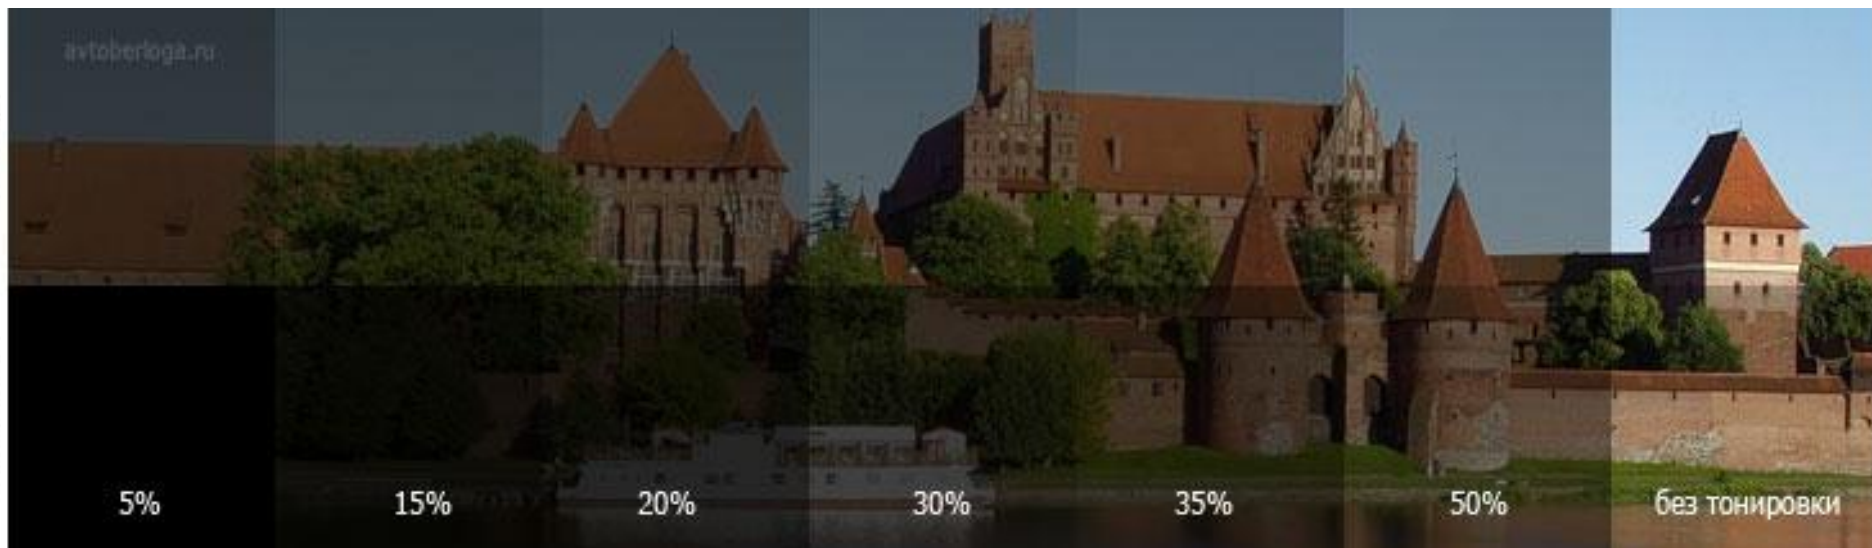 avtoberloga.ru
5% 15% 20% 30% 35% 50% без тонировки